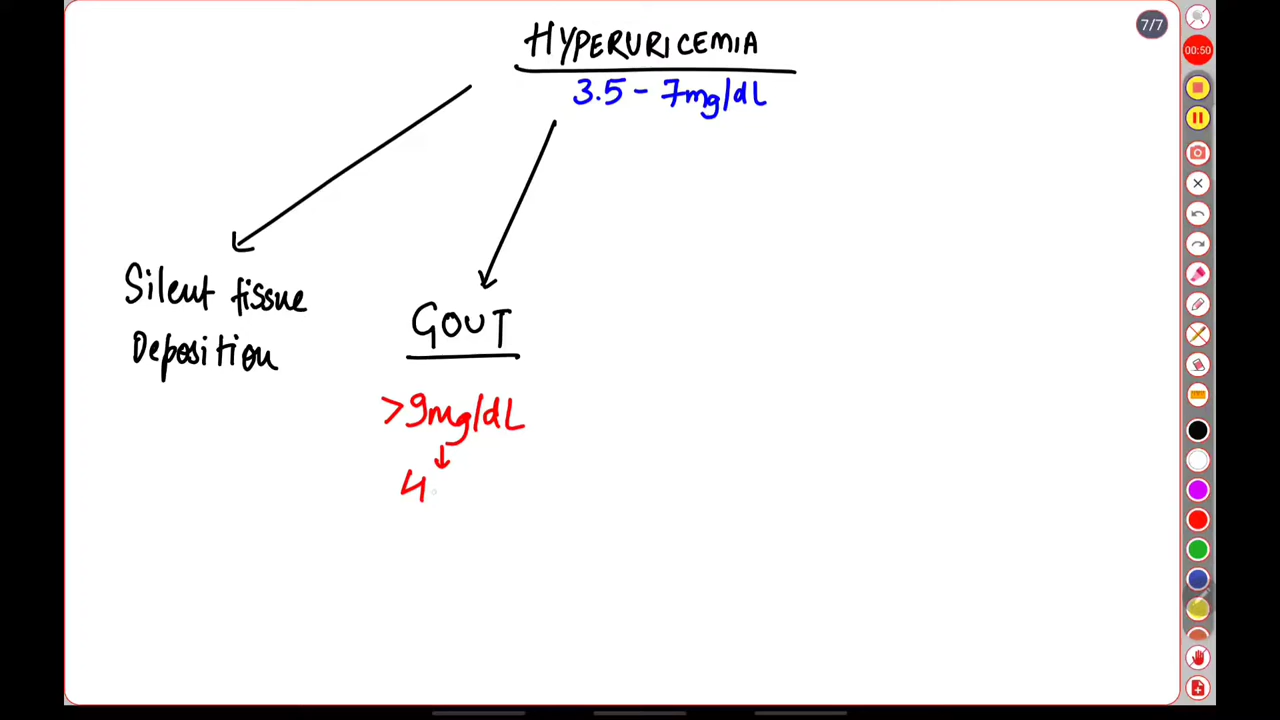 7/7
HYPERURICEMIA
00:50
3.5 - 7mg/dL
Silent tissue
Deposition
GOUT
>9mg/dL
4